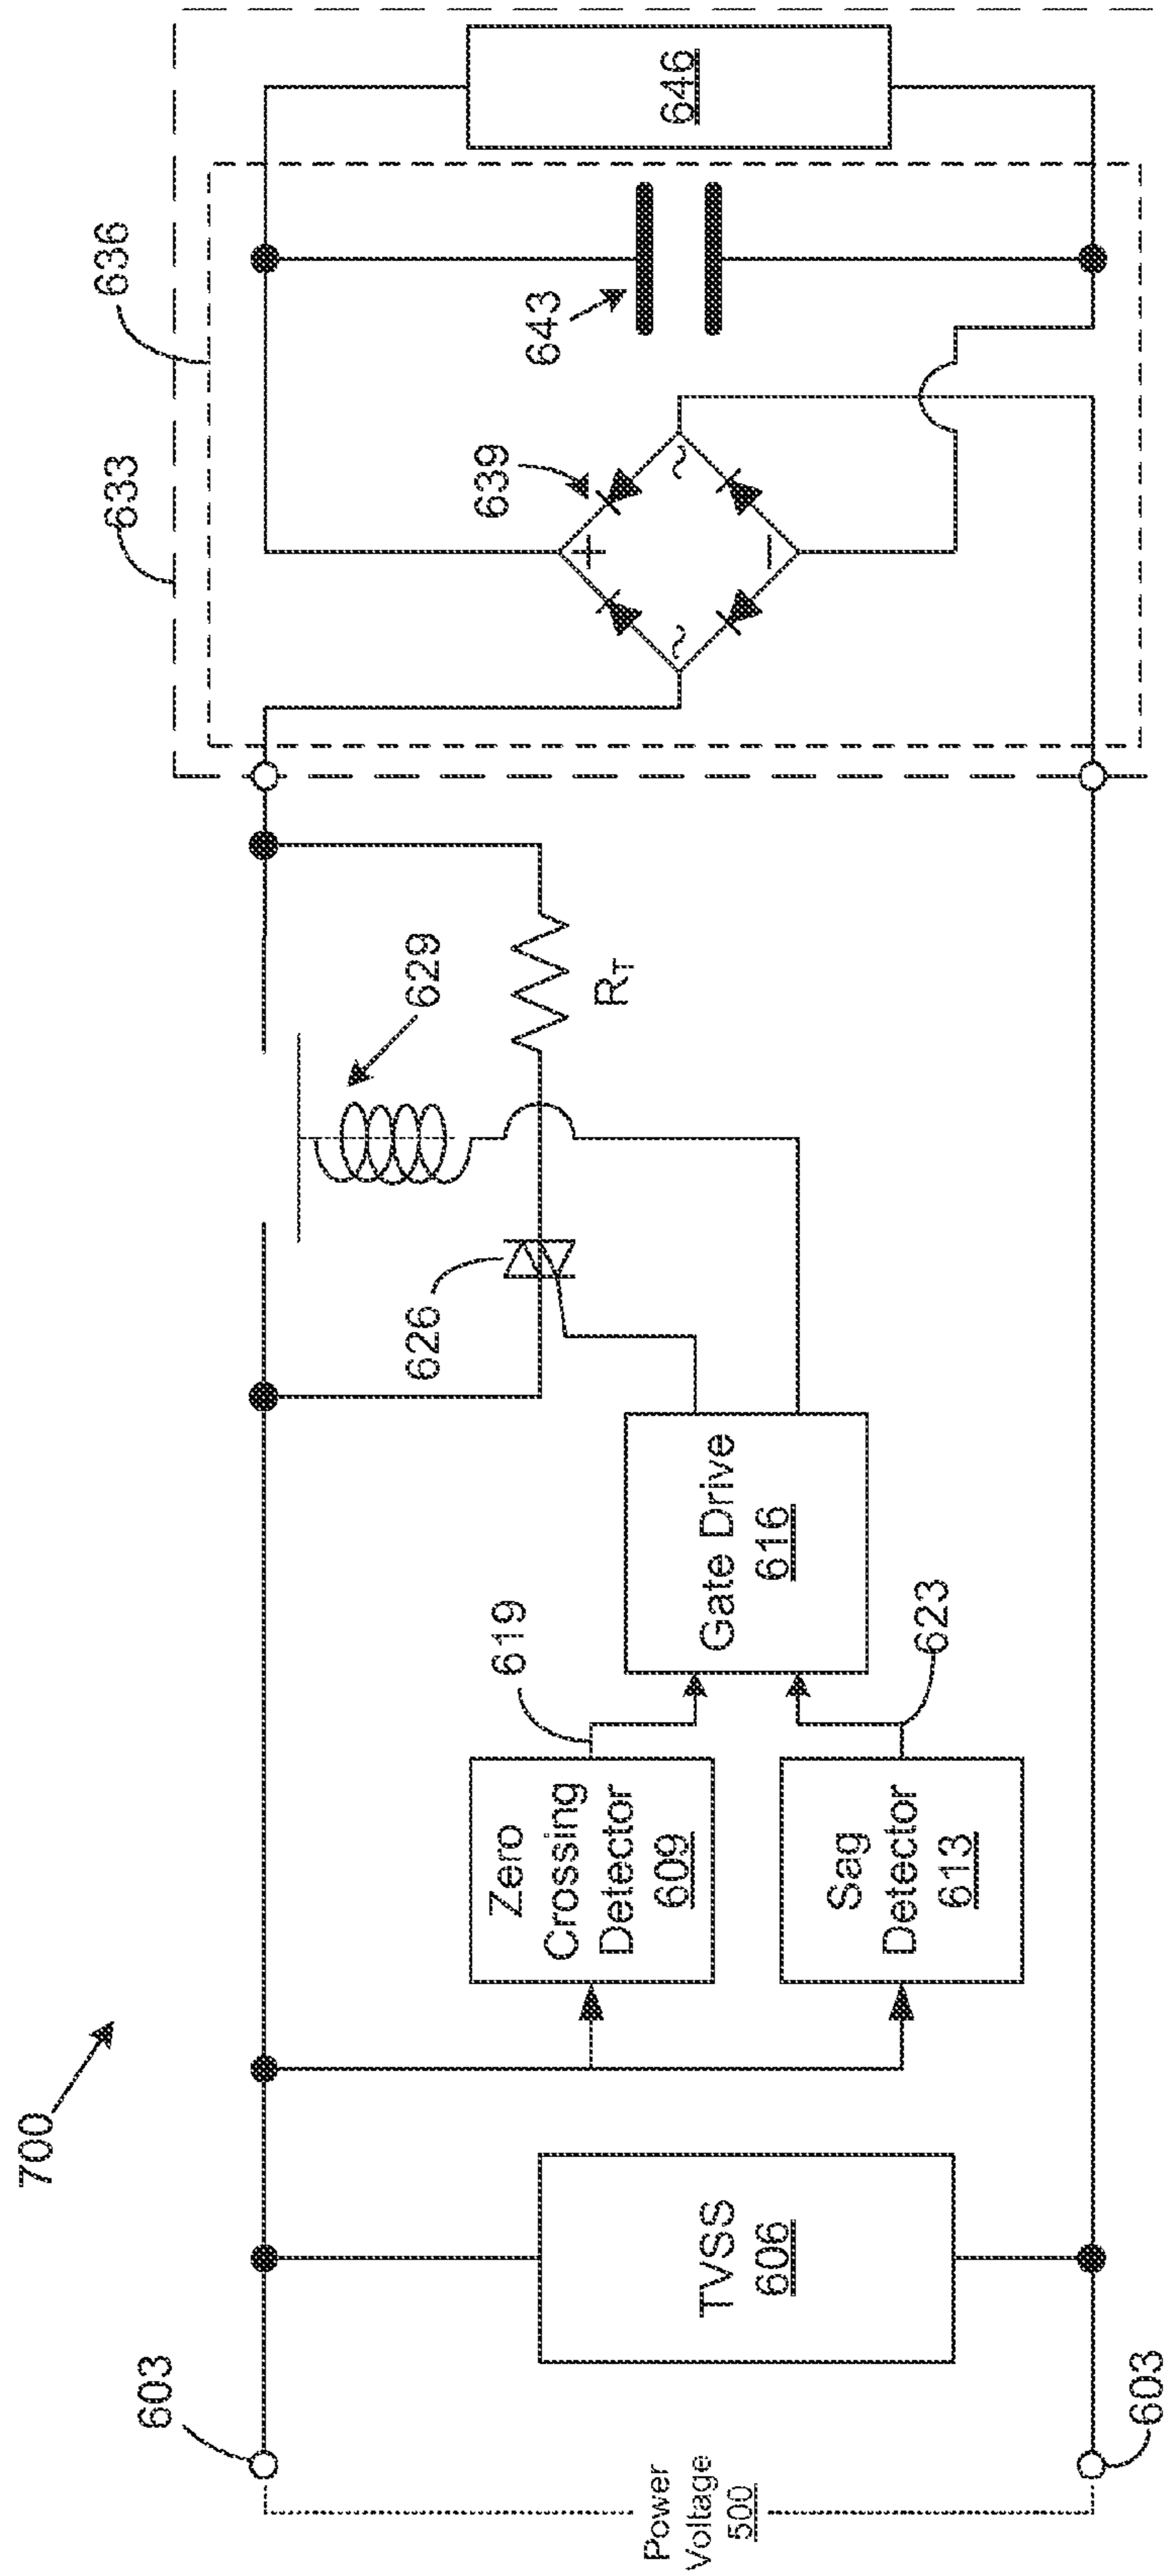 700
603
Power
Voltage
500
603
TVSS
606
Zero
Crossing
Detector
609
Sag
Detector
613
619
623
Gate Drive
616
626
629
R_T
633
636
639
~
~
+
−
643
646